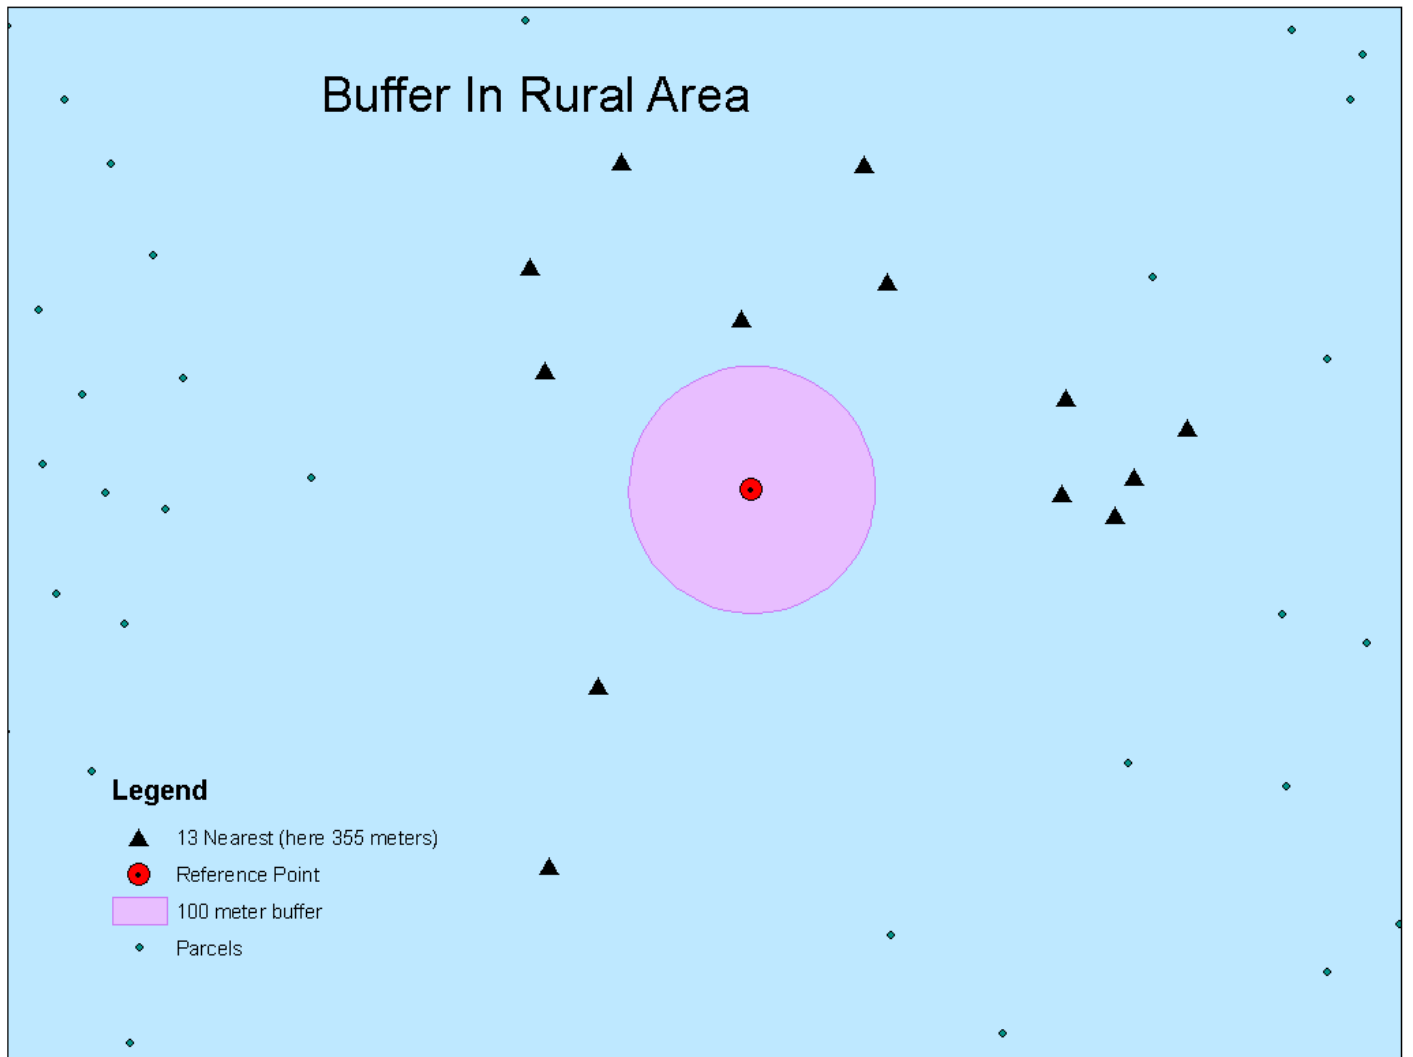 Buffer In Rural Area
Legend
13 Nearest (here 355 meters)
Reference Point
100 meter buffer
Parcels